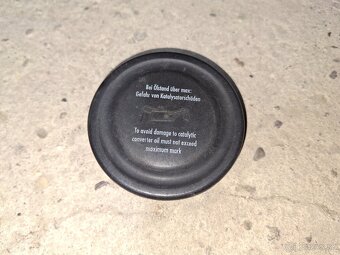 Bei Ölstand über max:
Gefahr von Katalysatorschäden
To avoid damage to catalytic
converter oil must not exceed
maximum mark